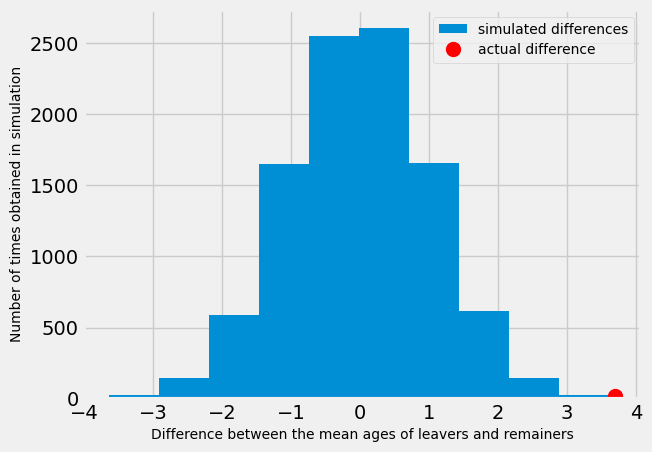 simulated differences
actual difference
Number of times obtained in simulation
2500
2000
1500
1000
500
0
−4 −3 −2 −1 0 1 2 3 4
Difference between the mean ages of leavers and remainers